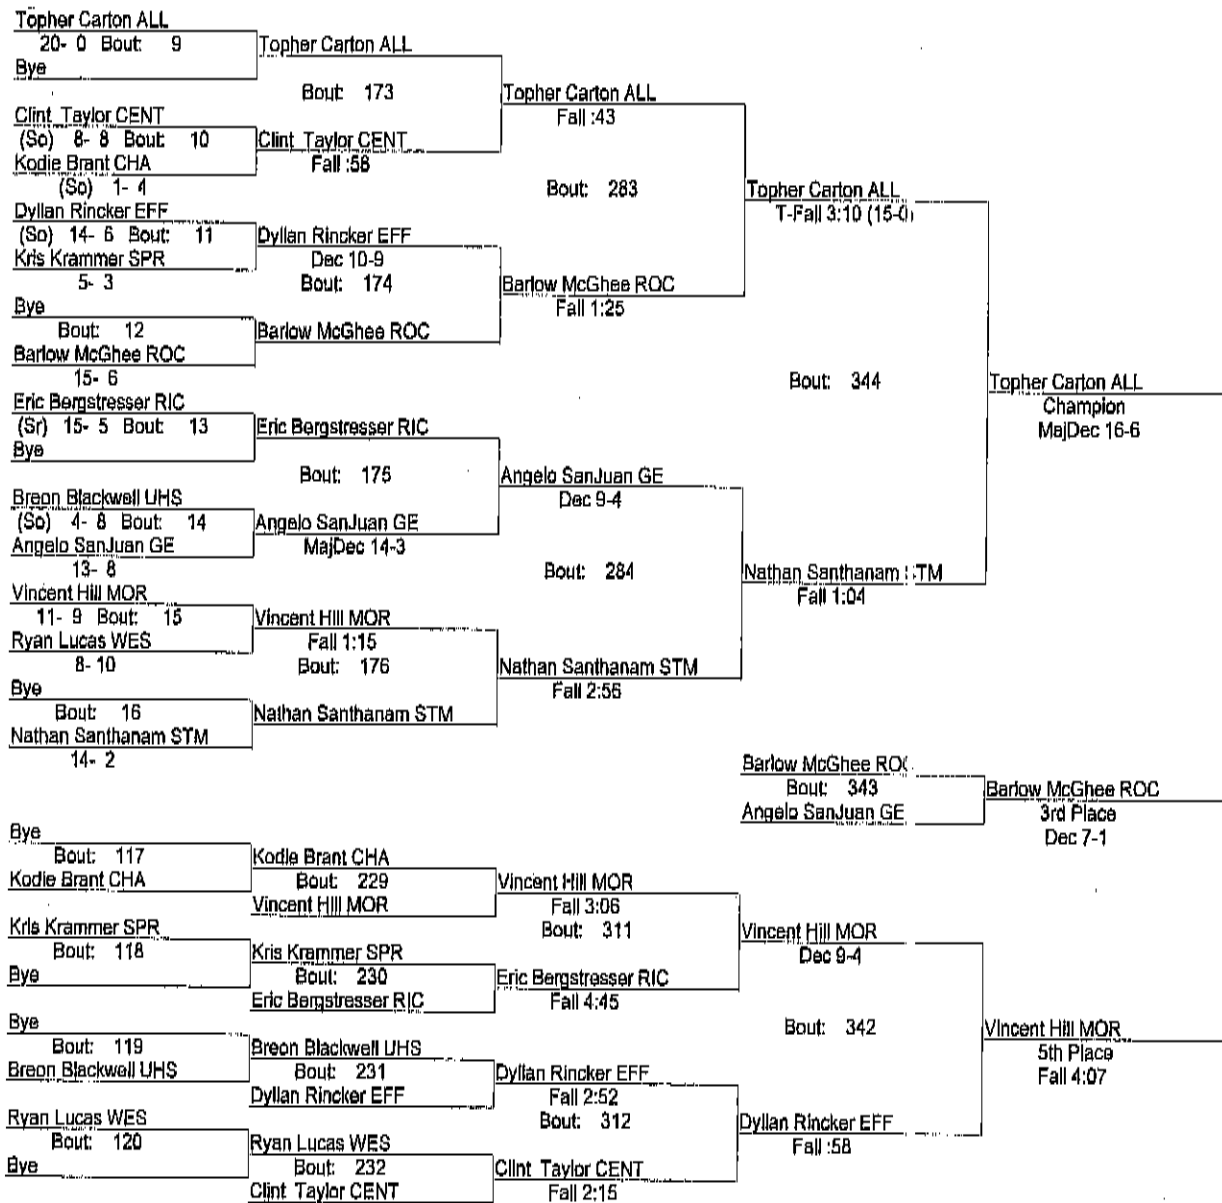 Topher Carton ALL
20- 0 Bout: 9
Bye
Topher Carton ALL
Bout: 173
Clint Taylor CENT
(So) 8- 8 Bout: 10
Kodie Brant CHA
(So) 1- 4
Clint Taylor CENT
Fall :58
Topher Carton ALL
Fall :43
Bout: 283
Dyllan Rincker EFF
(So) 14- 6 Bout: 11
Kris Krammer SPR
5- 3
Dyllan Rincker EFF
Dec 10-9
Bout: 174
Bye
Bout: 12
Barlow McGhee ROC
15- 6
Barlow McGhee ROC
Barlow McGhee ROC
Fall 1:25
Topher Carton ALL
T-Fall 3:10 (15-0)
Bout: 344
Eric Bergstresser RIC
(Sr) 15- 5 Bout: 13
Bye
Eric Bergstresser RIC
Bout: 175
Breon Blackwell UHS
(So) 4- 8 Bout: 14
Angelo SanJuan GE
13- 8
Angelo SanJuan GE
MajDec 14-3
Angelo SanJuan GE
Dec 9-4
Bout: 284
Vincent Hill MOR
11- 9 Bout: 15
Ryan Lucas WES
8- 10
Vincent Hill MOR
Fall 1:15
Bout: 176
Bye
Bout: 16
Nathan Santhanam STM
14- 2
Nathan Santhanam STM
Nathan Santhanam STM
Fall 2:56
Nathan Santhanam STM
Fall 1:04
Topher Carton ALL
Champion
MajDec 16-6
Barlow McGhee ROC
Bout: 343
Angelo SanJuan GE
Barlow McGhee ROC
3rd Place
Dec 7-1
Bye
Bout: 117
Kodie Brant CHA
Kodie Brant CHA
Bout: 229
Vincent Hill MOR
Vincent Hill MOR
Fall 3:06
Bout: 311
Kris Krammer SPR
Bout: 118
Bye
Kris Krammer SPR
Bout: 230
Eric Bergstresser RIC
Eric Bergstresser RIC
Fall 4:45
Vincent Hill MOR
Dec 9-4
Bout: 342
Bye
Bout: 119
Breon Blackwell UHS
Breon Blackwell UHS
Bout: 231
Dyllan Rincker EFF
Dyllan Rincker EFF
Fall 2:52
Bout: 312
Ryan Lucas WES
Bout: 120
Bye
Ryan Lucas WES
Bout: 232
Clint Taylor CENT
Clint Taylor CENT
Fall 2:15
Dyllan Rincker EFF
Fall :58
Vincent Hill MOR
5th Place
Fall 4:07